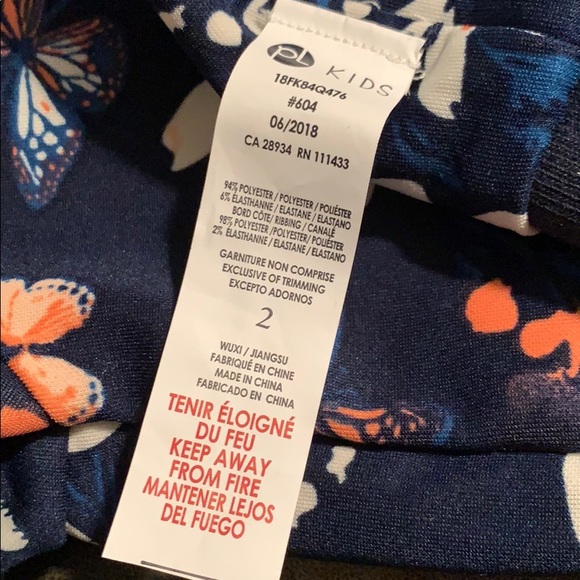 PL KIDS
18FK84Q476
#604
06/2018
CA 28934 RN 111433
94% POLYESTER / POLYESTER / POLIÉSTER
6% ÉLASTHANNE / ELASTANE / ELASTANO
BORD CÔTE / RIBBING / CANALÉ
98% POLYESTER /POLYESTER / POLIÉSTER
2% ÉLASTHANNE / ELASTANE / ELASTANO
GARNITURE NON COMPRISE
EXCLUSIVE OF TRIMMING
EXCEPTO ADORNOS
2
WUXI / JIANGSU
FABRIQUÉ EN CHINE
MADE IN CHINA
FABRICADO EN CHINA
TENIR ÉLOIGNÉ
DU FEU
KEEP AWAY
FROM FIRE
MANTENER LEJOS
DEL FUEGO